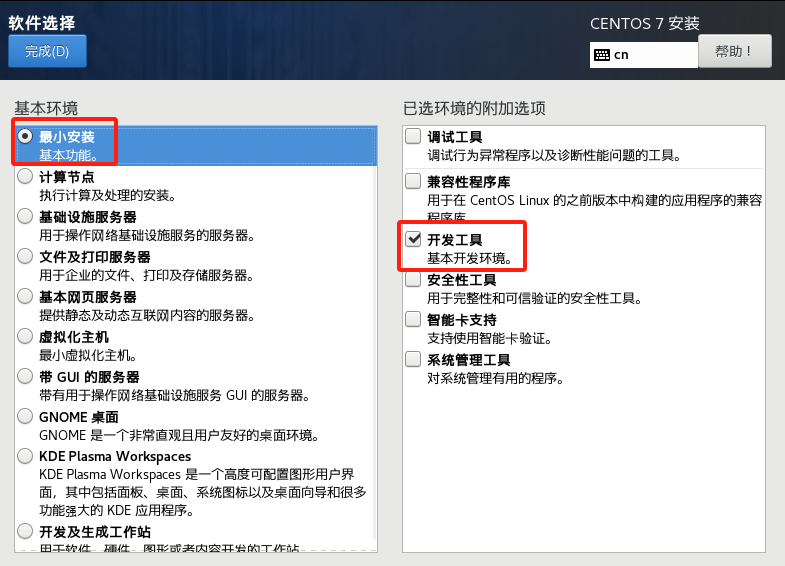 软件选择
CENTOS 7 安装
完成(D)
cn
帮助！
基本环境
最小安装
基本功能。
计算节点
执行计算及处理的安装。
基础设施服务器
用于操作网络基础设施服务的服务器。
文件及打印服务器
用于企业的文件、打印及存储服务器。
基本网页服务器
提供静态及动态互联网内容的服务器。
虚拟化主机
最小虚拟化主机。
带 GUI 的服务器
带有用于操作网络基础设施服务 GUI 的服务器。
GNOME 桌面
GNOME 是一个非常直观且用户友好的桌面环境。
KDE Plasma Workspaces
KDE Plasma Workspaces 是一个高度可配置图形用户界
面，其中包括面板、桌面、系统图标以及桌面向导和很多
功能强大的 KDE 应用程序。
开发及生成工作站
用于软件、硬件、图形或者内容开发的工作站
已选环境的附加选项
调试工具
调试行为异常程序以及诊断性能问题的工具。
兼容性程序库
用于在 CentOS Linux 的之前版本中构建的应用程序的兼容
程序库
开发工具
基本开发环境。
安全性工具
用于完整性和可信验证的安全性工具。
智能卡支持
支持使用智能卡验证。
系统管理工具
对系统管理有用的程序。